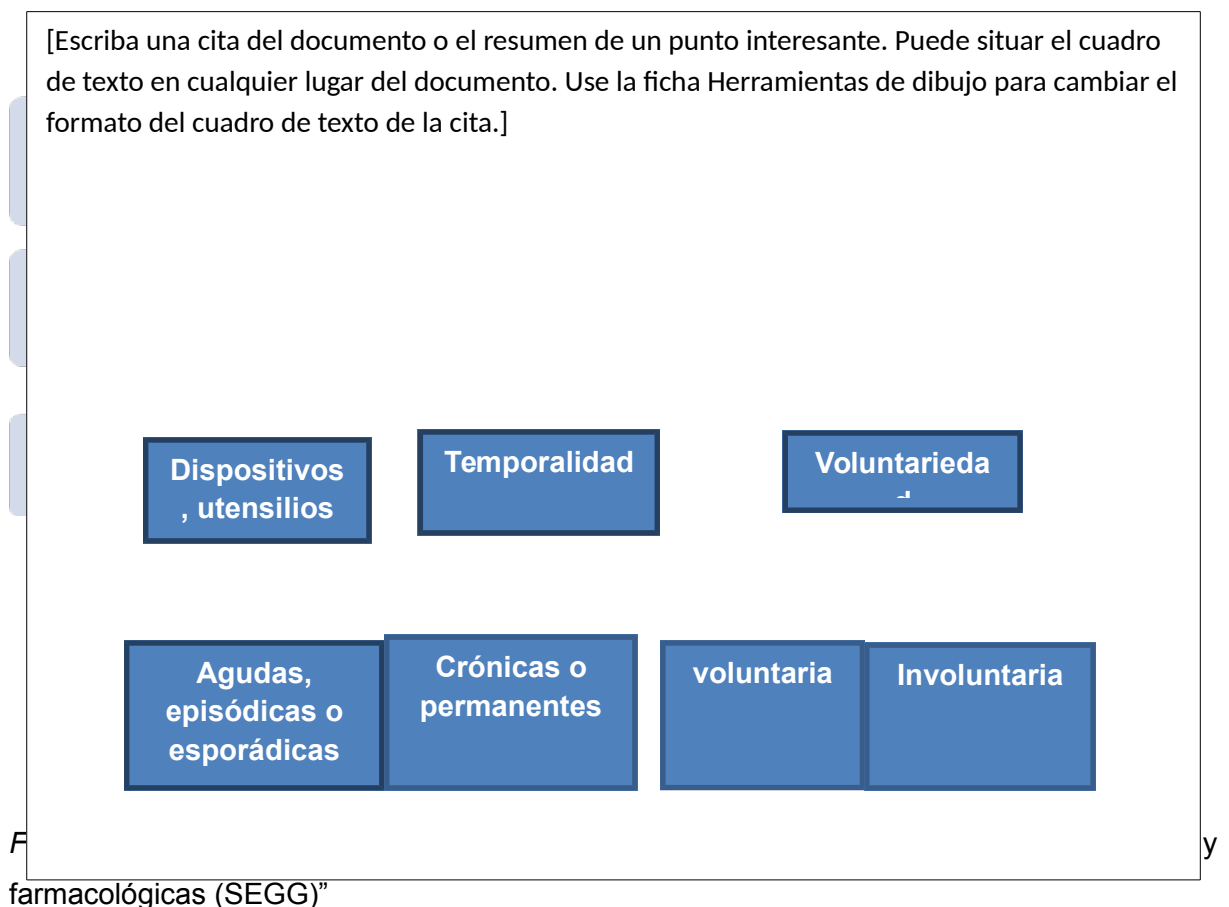 [Escriba una cita del documento o el resumen de un punto interesante. Puede situar el cuadro
de texto en cualquier lugar del documento. Use la ficha Herramientas de dibujo para cambiar el
formato del cuadro de texto de la cita.]
Dispositivos
, utensilios
Temporalidad
Voluntarieda
d
Agudas,
episódicas o
esporádicas
Crónicas o
permanentes
voluntaria
Involuntaria
F y
farmacológicas (SEGG)”